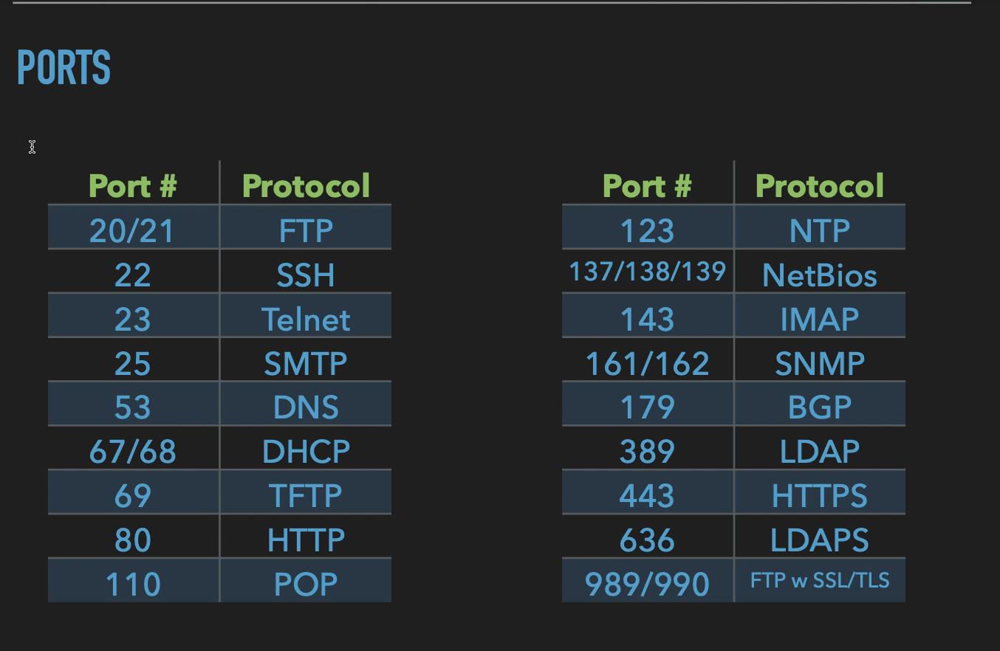 PORTS
Port # Protocol
20/21 FTP
22 SSH
23 Telnet
25 SMTP
53 DNS
67/68 DHCP
69 TFTP
80 HTTP
110 POP
Port # Protocol
123 NTP
137/138/139 NetBios
143 IMAP
161/162 SNMP
179 BGP
389 LDAP
443 HTTPS
636 LDAPS
989/990 FTP w SSL/TLS